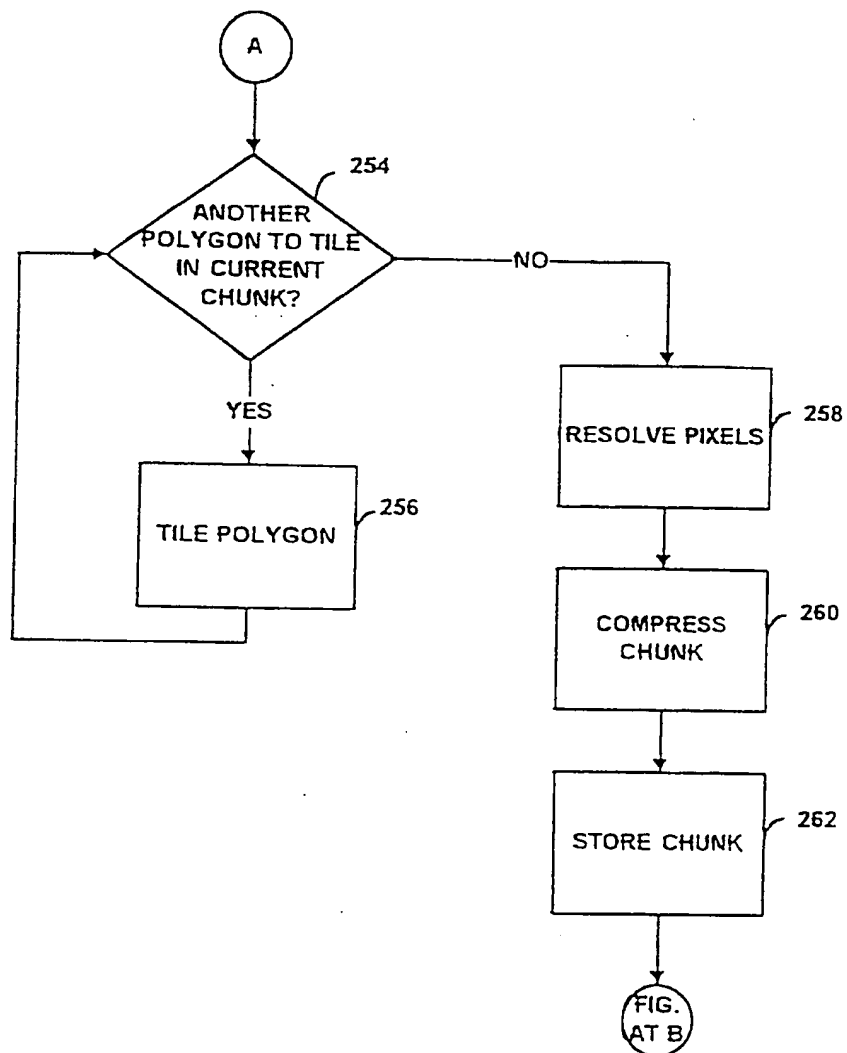 A
254
ANOTHER
POLYGON TO TILE
IN CURRENT
CHUNK?
NO
YES
258
RESOLVE PIXELS
256
TILE POLYGON
260
COMPRESS
CHUNK
262
STORE CHUNK
FIG.
AT B